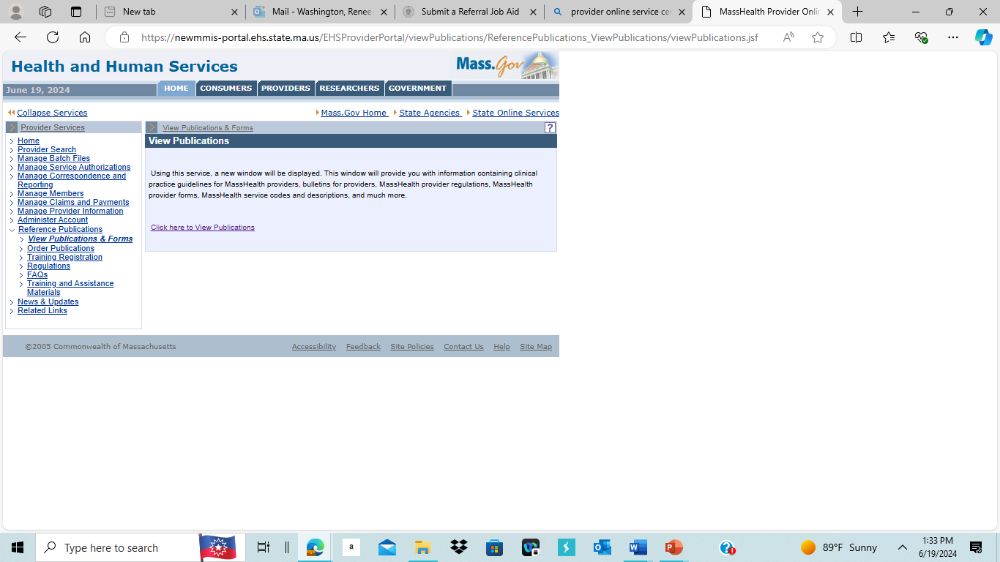 New tab
Mail - Washington, Renee
Submit a Referral Job Aid
provider online service cer
MassHealth Provider Onlin
https://newmmis-portal.ehs.state.ma.us/EHSProviderPortal/viewPublications/ReferencePublications_ViewPublications/viewPublications.jsf
Health and Human Services
Mass.Gov
June 19, 2024
HOME CONSUMERS PROVIDERS RESEARCHERS GOVERNMENT
Collapse Services
Mass.Gov Home State Agencies State Online Services
Provider Services
Home
Provider Search
Manage Batch Files
Manage Service Authorizations
Manage Correspondence and
Reporting
Manage Members
Manage Claims and Payments
Manage Provider Information
Administer Account
Reference Publications
View Publications & Forms
Order Publications
Training Registration
Regulations
FAQs
Training and Assistance
Materials
News & Updates
Related Links
View Publications & Forms
?
View Publications
Using this service, a new window will be displayed. This window will provide you with information containing clinical
practice guidelines for MassHealth providers, bulletins for providers, MassHealth provider regulations, MassHealth
provider forms, MassHealth service codes and descriptions, and much more.
Click here to View Publications
©2005 Commonwealth of Massachusetts
Accessibility Feedback Site Policies Contact Us Help Site Map
Type here to search
a
89°F Sunny
1:33 PM
6/19/2024